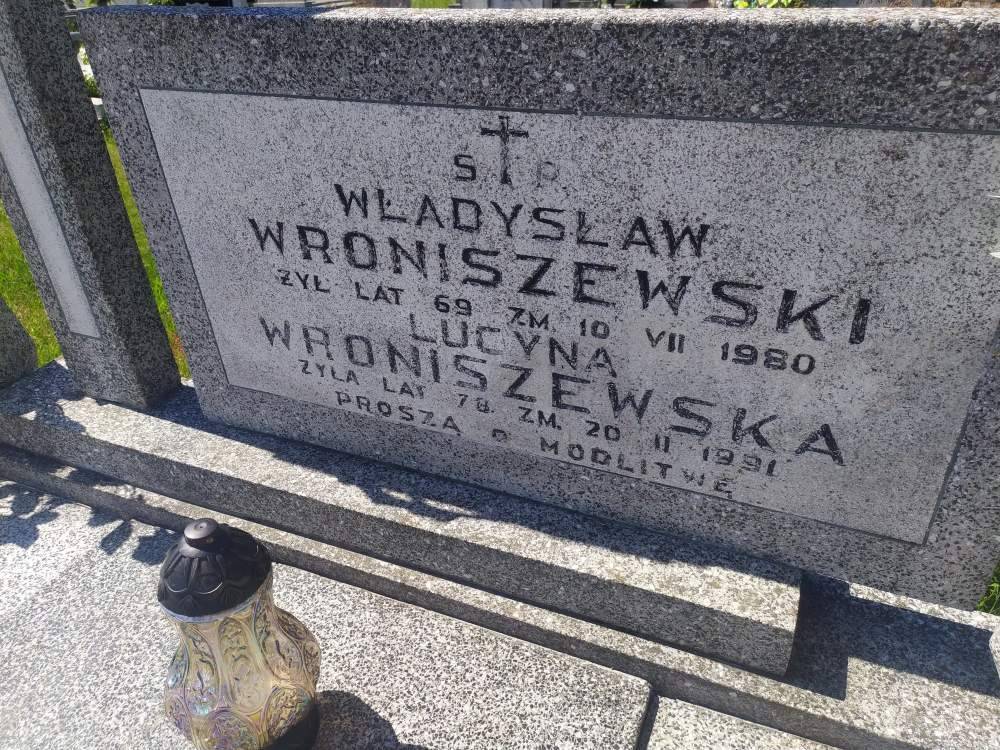 S P
WŁADYSŁAW
WRONISZEWSKI
ŻYŁ LAT 69 ZM. 10 VII 1980
LUCYNA
WRONISZEWSKA
ŻYŁA LAT 78 ZM. 20 II 1991
PROSZĄ O MODLITWĘ